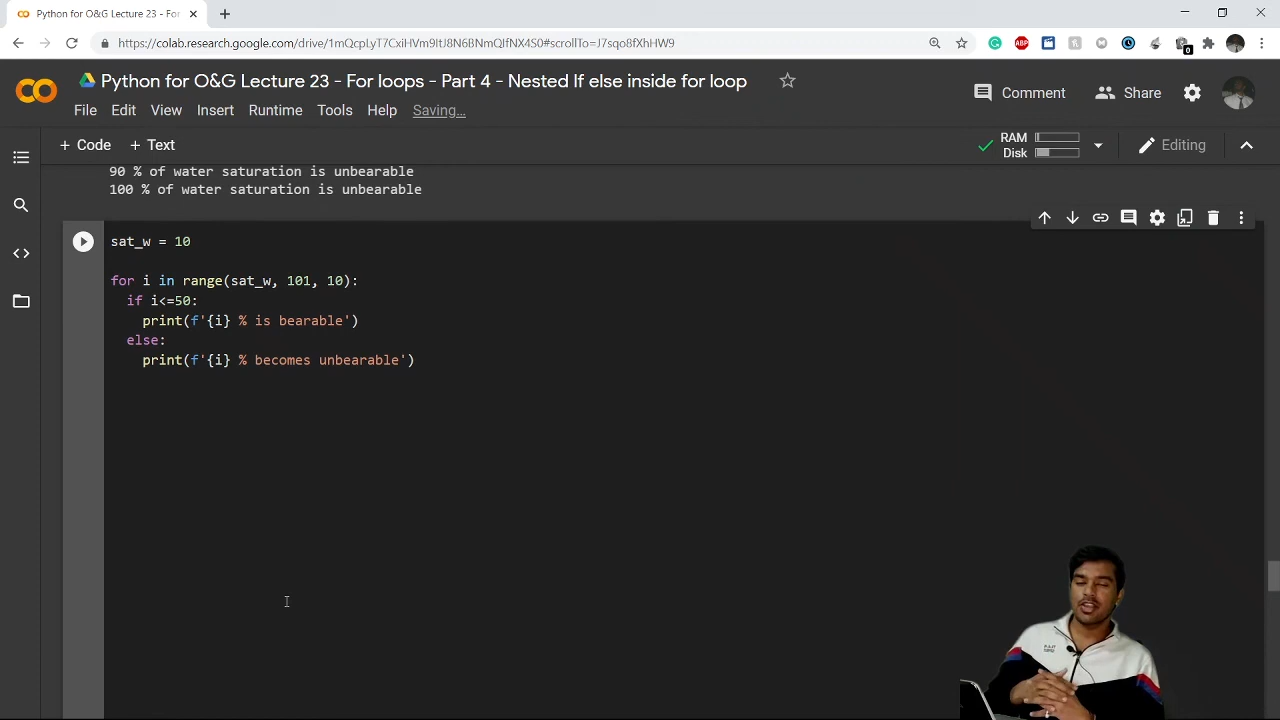 Python for O&G Lecture 23 - For
https://colab.research.google.com/drive/
Python for O&G Lecture 23 - For loops - Part 4 - Nested If else inside for loop
Comment
Share
File Edit View Insert Runtime Tools Help Saving...
+ Code + Text
RAM
Disk
Editing
90 % of water saturation is unbearable
100 % of water saturation is unbearable
sat_w = 10
for i in range(sat_w, 101, 10):
if i<=50:
print(f'{i} % is bearable')
else:
print(f'{i} % becomes unbearable')